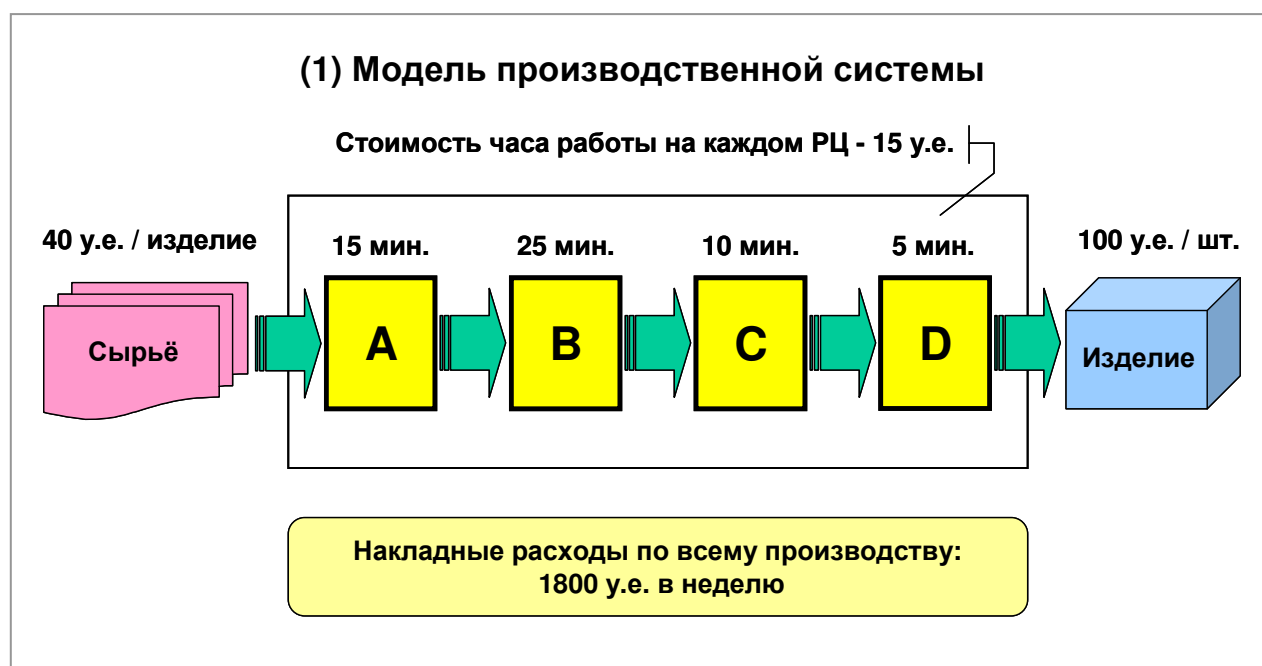 (1) Модель производственной системы
Стоимость часа работы на каждом РЦ - 15 у.е.
40 у.е. / изделие
15 мин.
25 мин.
10 мин.
5 мин.
100 у.е. / шт.
Сырьё
A
B
C
D
Изделие
Накладные расходы по всему производству:
1800 у.е. в неделю